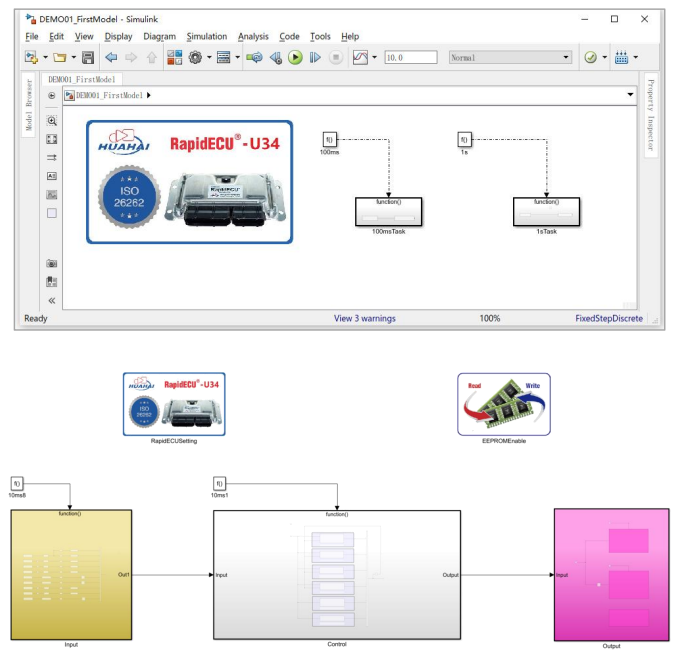 DEMO01_FirstModel - Simulink
File Edit View Display Diagram Simulation Analysis Code Tools Help
10.0
Normal
Model Browser
DEMO01_FirstModel
DEMO01_FirstModel
Property Inspector
HUAHAI RapidECU®-U34
ISO
26262
RapidECU
f()
100ms
function()
100msTask
f()
1s
function()
1sTask
Ready
View 3 warnings
100%
FixedStepDiscrete
HUAHAI RapidECU®-U34
ISO
26262
RapidECUSetting
Read
Write
EEPROMEnable
f()
10ms8
function()
Out1
Input
f()
10ms1
function()
Input
Output
Control
Input
Output